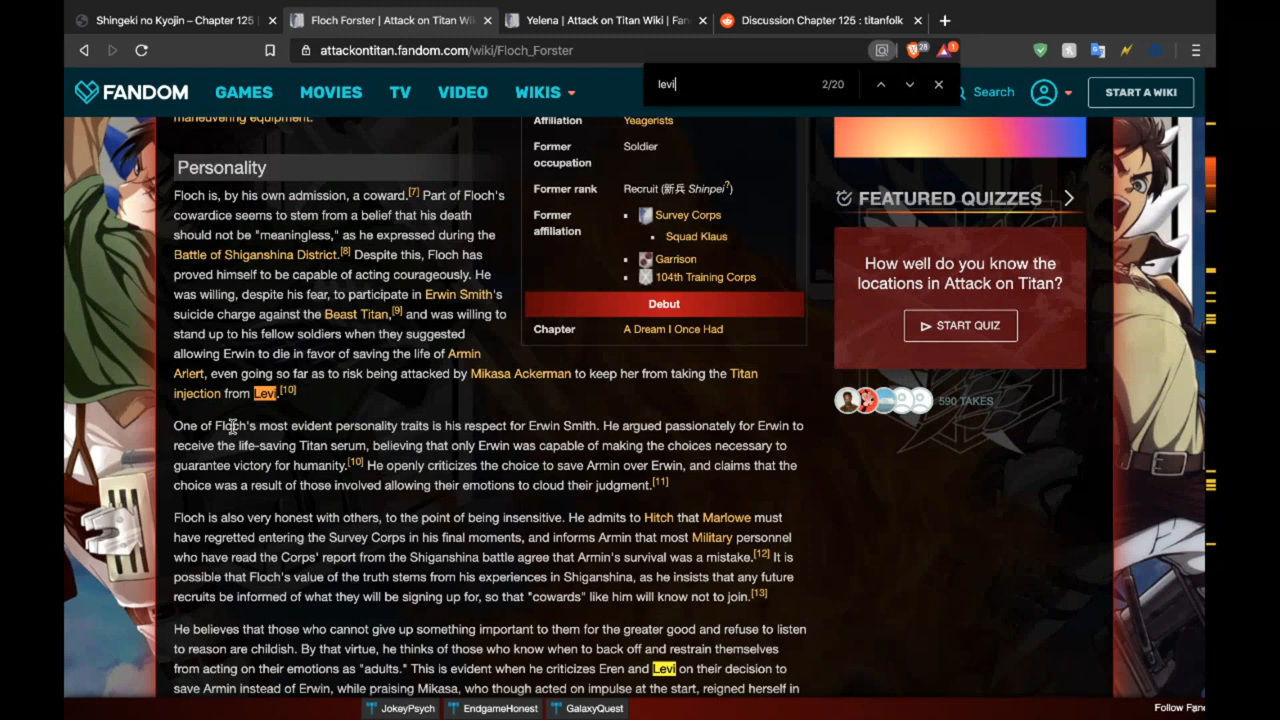 Shingeki no Kyojin – Chapter 125 |
Floch Forster | Attack on Titan Wi
Yelena | Attack on Titan Wiki | Fan
Discussion Chapter 125 : titanfolk
attackontitan.fandom.com/wiki/Floch_Forster
28
1
levi
2/20
FANDOM
GAMES
MOVIES
TV
VIDEO
WIKIS
Search
START A WIKI
maneuvering equipment.
Personality
Floch is, by his own admission, a coward.[7] Part of Floch's
cowardice seems to stem from a belief that his death
should not be "meaningless," as he expressed during the
Battle of Shiganshina District.[8] Despite this, Floch has
proved himself to be capable of acting courageously. He
was willing, despite his fear, to participate in Erwin Smith's
suicide charge against the Beast Titan,[9] and was willing to
stand up to his fellow soldiers when they suggested
allowing Erwin to die in favor of saving the life of Armin
Arlert, even going so far as to risk being attacked by Mikasa Ackerman to keep her from taking the Titan
injection from Levi.[10]
One of Floch's most evident personality traits is his respect for Erwin Smith. He argued passionately for Erwin to
receive the life-saving Titan serum, believing that only Erwin was capable of making the choices necessary to
guarantee victory for humanity.[10] He openly criticizes the choice to save Armin over Erwin, and claims that the
choice was a result of those involved allowing their emotions to cloud their judgment.[11]
Floch is also very honest with others, to the point of being insensitive. He admits to Hitch that Marlowe must
have regretted entering the Survey Corps in his final moments, and informs Armin that most Military personnel
who have read the Corps' report from the Shiganshina battle agree that Armin's survival was a mistake.[12] It is
possible that Floch's value of the truth stems from his experiences in Shiganshina, as he insists that any future
recruits be informed of what they will be signing up for, so that "cowards" like him will know not to join.[13]
He believes that those who cannot give up something important to them for the greater good and refuse to listen
to reason are childish. By that virtue, he thinks of those who know when to back off and restrain themselves
from acting on their emotions as "adults." This is evident when he criticizes Eren and Levi on their decision to
save Armin instead of Erwin, while praising Mikasa, who though acted on impulse at the start, reigned herself in
Affiliation
Yeagerists
Former
occupation
Soldier
Former rank
Recruit (新兵 Shinpei?)
Former
affiliation
Survey Corps
Squad Klaus
Garrison
104th Training Corps
Debut
Chapter
A Dream I Once Had
FEATURED QUIZZES
How well do you know the
locations in Attack on Titan?
START QUIZ
590 TAKES
JokeyPsych
EndgameHonest
GalaxyQuest